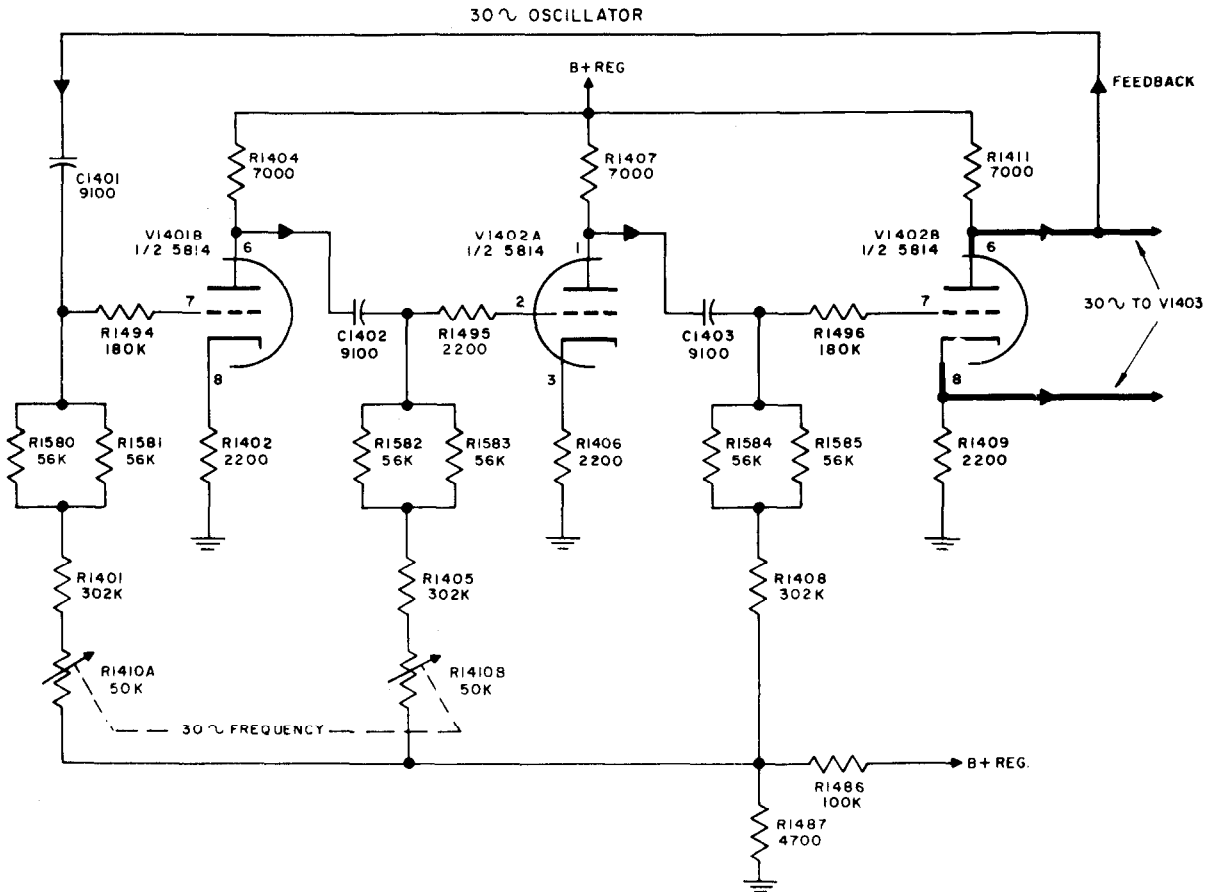 30~ OSCILLATOR
B+ REG
FEEDBACK
R1404
7000
R1407
7000
R1411
7000
C1401
9100
V1401B
1/2 5814
6
V1402A
1/2 5814
1
V1402B
1/2 5814
6
7
R1494
180K
8
C1402
9100
R1495
2200
2
3
C1403
9100
R1496
180K
7
8
30~ TO V1403
R1580
56K
R1581
56K
R1402
2200
R1582
56K
R1583
56K
R1406
2200
R1584
56K
R1585
56K
R1409
2200
R1401
302K
R1405
302K
R1408
302K
R1410A
50K
R1410B
50K
30~ FREQUENCY
B+ REG.
R1486
100K
R1487
4700